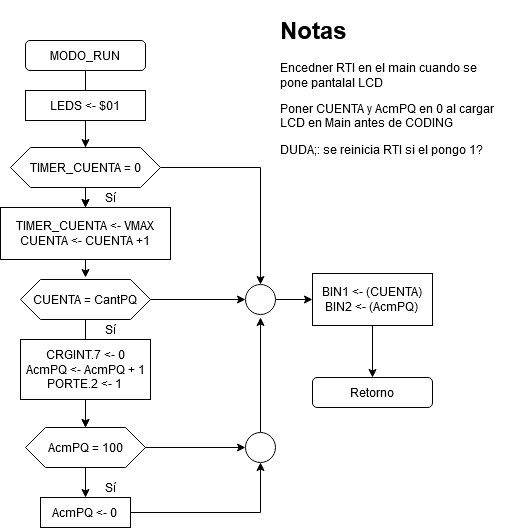 Notas
Encedner RTI en el main cuando se
pone pantalal LCD
Poner CUENTA y AcmPQ en 0 al cargar
LCD en Main antes de CODING
DUDA;: se reinicia RTI si el pongo 1?
MODO_RUN
LEDS <- $01
TIMER_CUENTA = 0
Sí
TIMER_CUENTA <- VMAX
CUENTA <- CUENTA +1
CUENTA = CantPQ
Sí
CRGINT.7 <- 0
AcmPQ <- AcmPQ + 1
PORTE.2 <- 1
AcmPQ = 100
Sí
AcmPQ <- 0
BIN1 <- (CUENTA)
BIN2 <- (AcmPQ)
Retorno